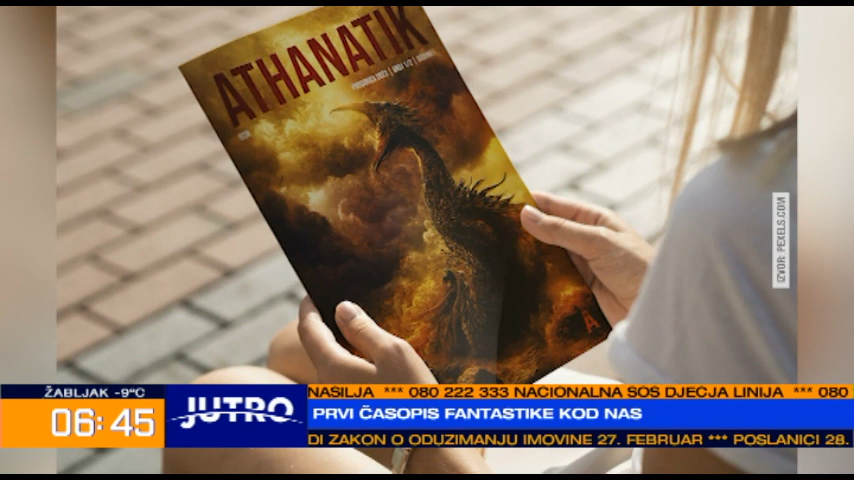 ATHANATIK
IZVOR: PEXELS.COM
ŽABLJAK -9°C
NASILJA *** 080 222 333 NACIONALNA SOS DJEČJA LINIJA *** 080
06:45
JUTRO
PRVI ČASOPIS FANTASTIKE KOD NAS
DI ZAKON O ODUZIMANJU IMOVINE 27. FEBRUAR *** POSLANICI 28.